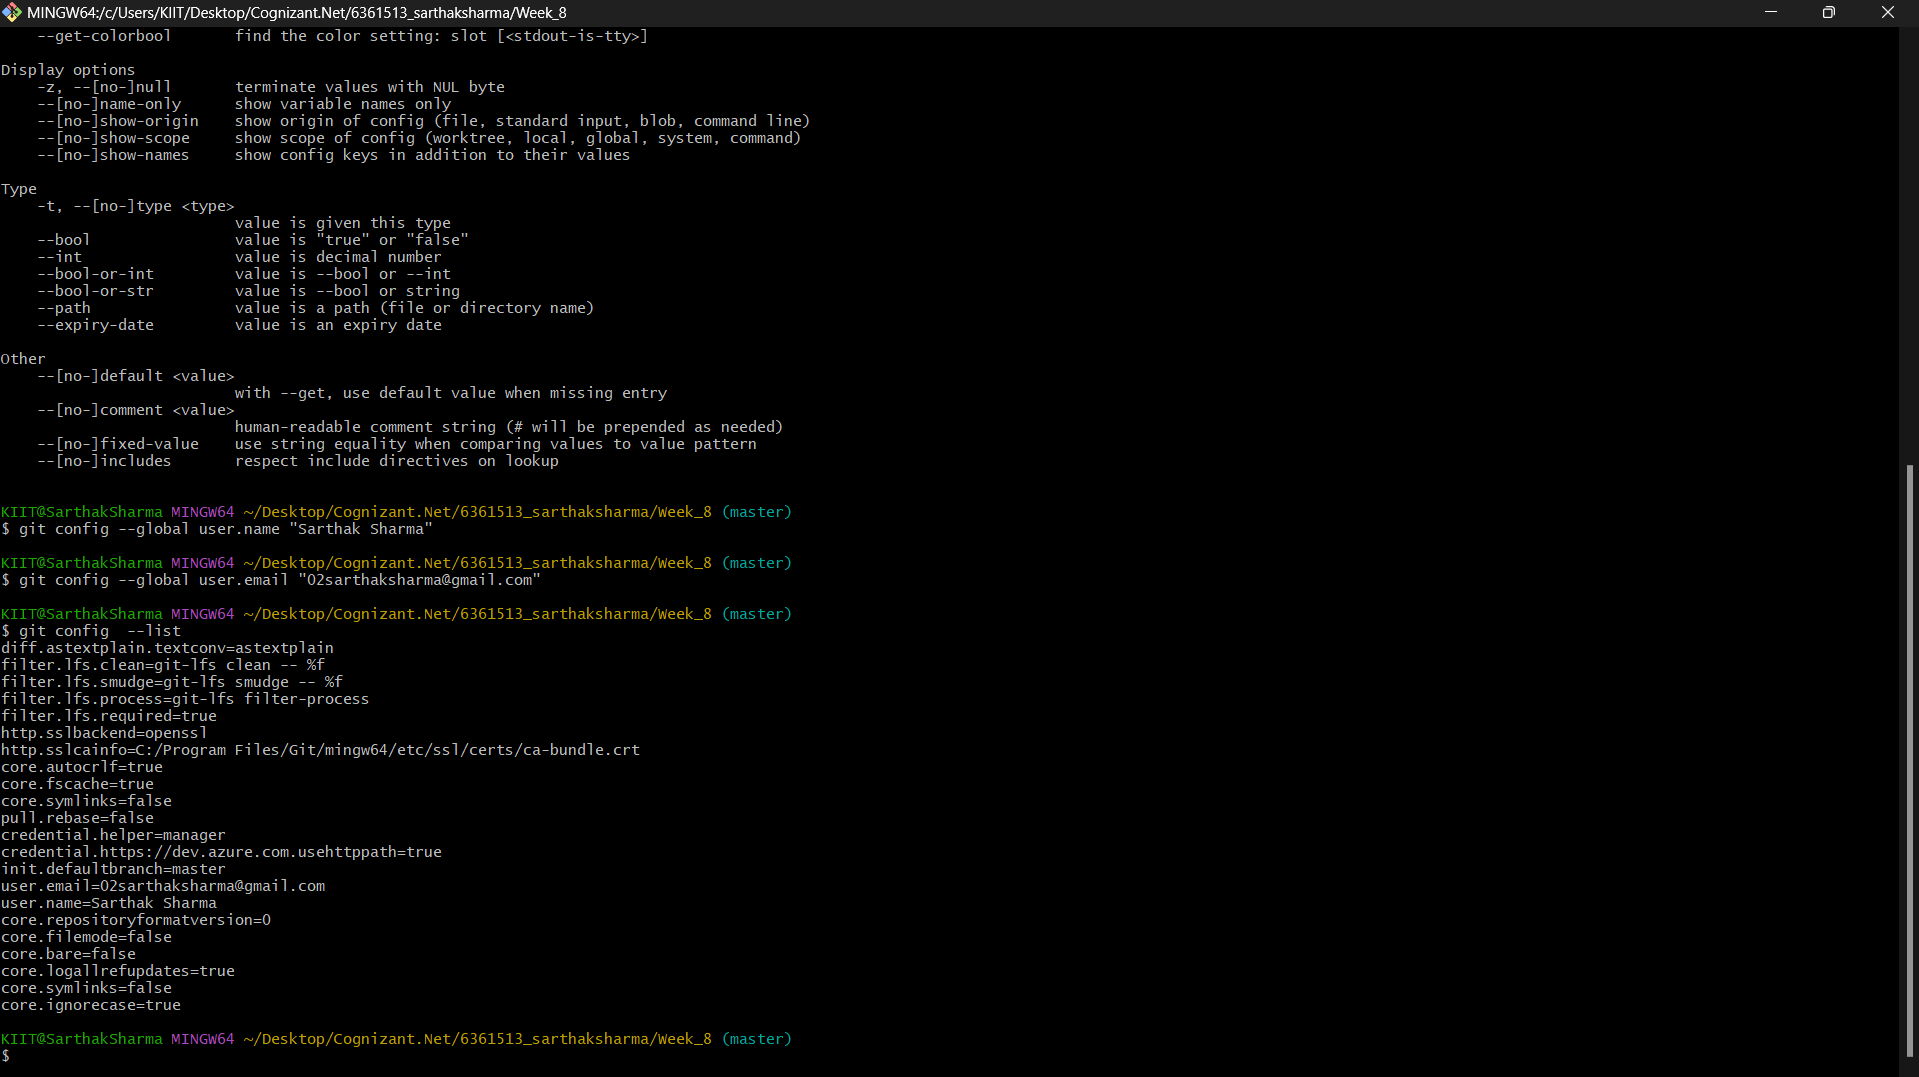 MINGW64:/c/Users/KIIT/Desktop/Cognizant.Net/6361513_sarthaksharma/Week_8
    --get-colorbool       find the color setting: slot [<stdout-is-tty>]
Display options
    -z, --[no-]null       terminate values with NUL byte
    --[no-]name-only      show variable names only
    --[no-]show-origin    show origin of config (file, standard input, blob, command line)
    --[no-]show-scope     show scope of config (worktree, local, global, system, command)
    --[no-]show-names     show config keys in addition to their values
Type
    -t, --[no-]type <type>
                          value is given this type
    --bool                value is "true" or "false"
    --int                 value is decimal number
    --bool-or-int         value is --bool or --int
    --bool-or-str         value is --bool or string
    --path                value is a path (file or directory name)
    --expiry-date         value is an expiry date
Other
    --[no-]default <value>
                          with --get, use default value when missing entry
    --[no-]comment <value>
                          human-readable comment string (# will be prepended as needed)
    --[no-]fixed-value    use string equality when comparing values to value pattern
    --[no-]includes       respect include directives on lookup
KIIT@SarthakSharma MINGW64 ~/Desktop/Cognizant.Net/6361513_sarthaksharma/Week_8 (master)
$ git config --global user.name "Sarthak Sharma"
KIIT@SarthakSharma MINGW64 ~/Desktop/Cognizant.Net/6361513_sarthaksharma/Week_8 (master)
$ git config --global user.email "02sarthaksharma@gmail.com"
KIIT@SarthakSharma MINGW64 ~/Desktop/Cognizant.Net/6361513_sarthaksharma/Week_8 (master)
$ git config  --list
diff.astextplain.textconv=astextplain
filter.lfs.clean=git-lfs clean -- %f
filter.lfs.smudge=git-lfs smudge -- %f
filter.lfs.process=git-lfs filter-process
filter.lfs.required=true
http.sslbackend=openssl
http.sslcainfo=C:/Program Files/Git/mingw64/etc/ssl/certs/ca-bundle.crt
core.autocrlf=true
core.fscache=true
core.symlinks=false
pull.rebase=false
credential.helper=manager
credential.https://dev.azure.com.usehttppath=true
init.defaultbranch=master
user.email=02sarthaksharma@gmail.com
user.name=Sarthak Sharma
core.repositoryformatversion=0
core.filemode=false
core.bare=false
core.logallrefupdates=true
core.symlinks=false
core.ignorecase=true
KIIT@SarthakSharma MINGW64 ~/Desktop/Cognizant.Net/6361513_sarthaksharma/Week_8 (master)
$